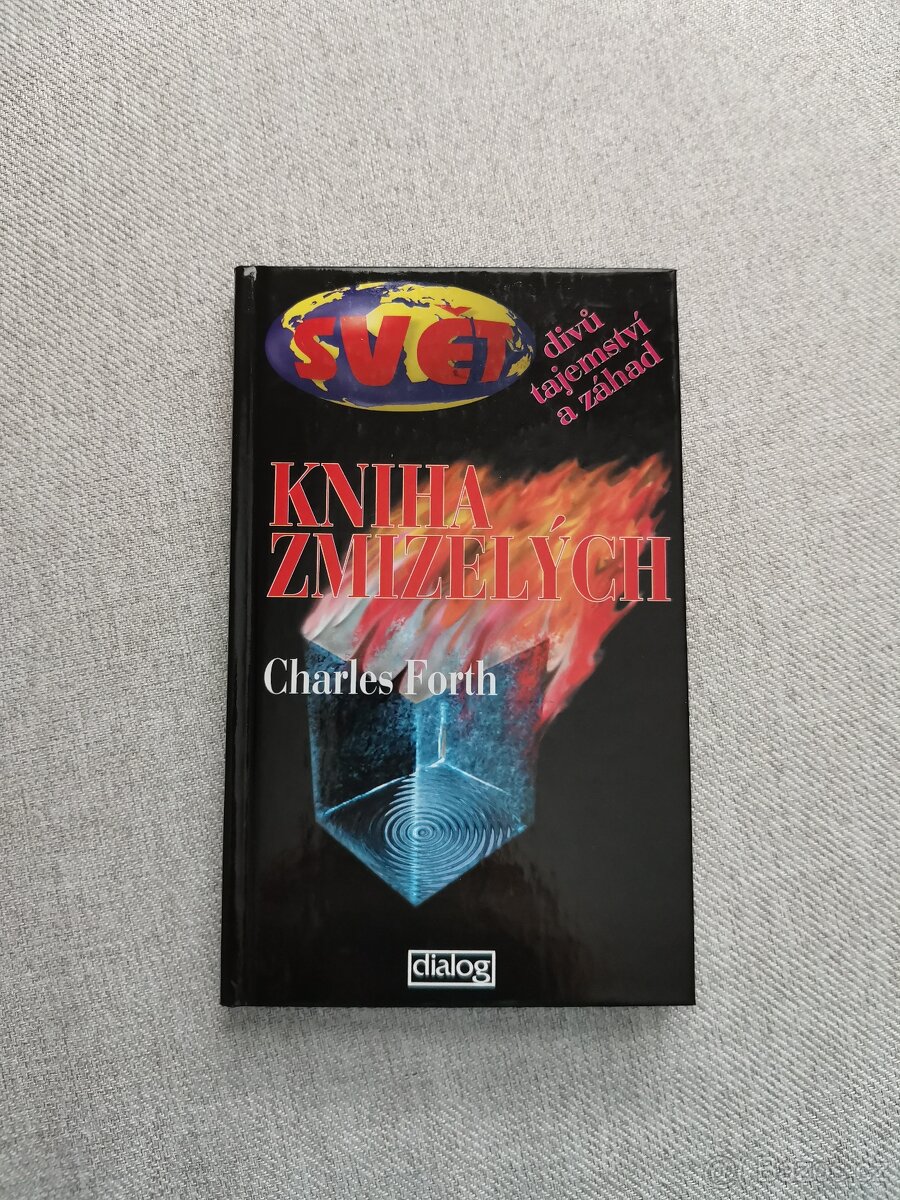 SVĚT
divů
tajemství
a záhad
KNIHA
ZMIZELÝCH
Charles Forth
dialog